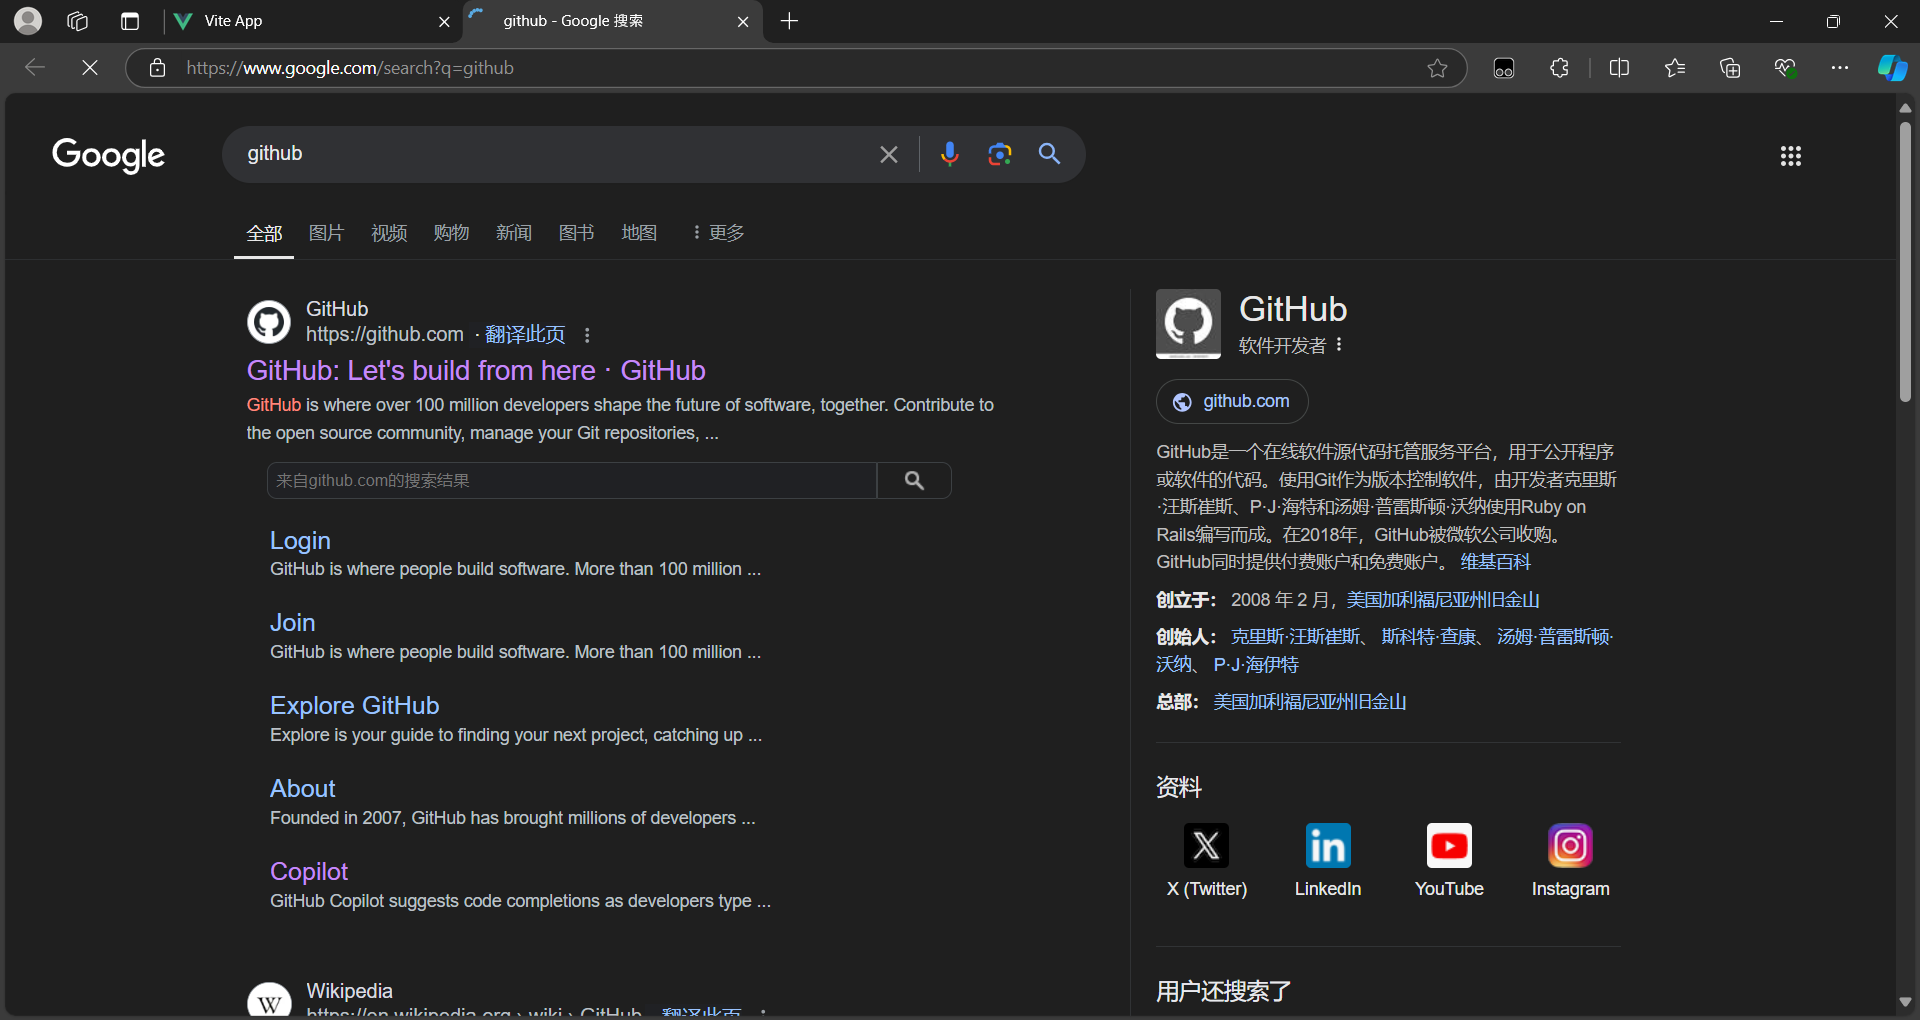 Vite App
github - Google 搜索
https://www.google.com/search?q=github
Google
github
全部 图片 视频 购物 新闻 图书 地图 更多
GitHub
https://github.com · 翻译此页
GitHub: Let's build from here · GitHub
GitHub is where over 100 million developers shape the future of software, together. Contribute to
the open source community, manage your Git repositories, ...
来自github.com的搜索结果
Login
GitHub is where people build software. More than 100 million ...
Join
GitHub is where people build software. More than 100 million ...
Explore GitHub
Explore is your guide to finding your next project, catching up ...
About
Founded in 2007, GitHub has brought millions of developers ...
Copilot
GitHub Copilot suggests code completions as developers type ...
W
Wikipedia
https://en.wikipedia.org › wiki › GitHub 翻译此页
GitHub
软件开发者
github.com
GitHub是一个在线软件源代码托管服务平台，用于公开程序
或软件的代码。使用Git作为版本控制软件，由开发者克里斯
·汪斯崔斯、P·J·海特和汤姆·普雷斯顿·沃纳使用Ruby on
Rails编写而成。在2018年，GitHub被微软公司收购。
GitHub同时提供付费账户和免费账户。 维基百科
创立于： 2008 年 2 月，美国加利福尼亚州旧金山
创始人： 克里斯·汪斯崔斯、 斯科特·查康、 汤姆·普雷斯顿·
沃纳、 P·J·海伊特
总部： 美国加利福尼亚州旧金山
资料
X (Twitter) LinkedIn YouTube Instagram
用户还搜索了